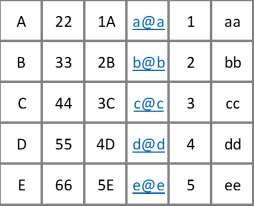 A 22 1A a@a 1 aa
B 33 2B b@b 2 bb
C 44 3C c@c 3 cc
D 55 4D d@d 4 dd
E 66 5E e@e 5 ee